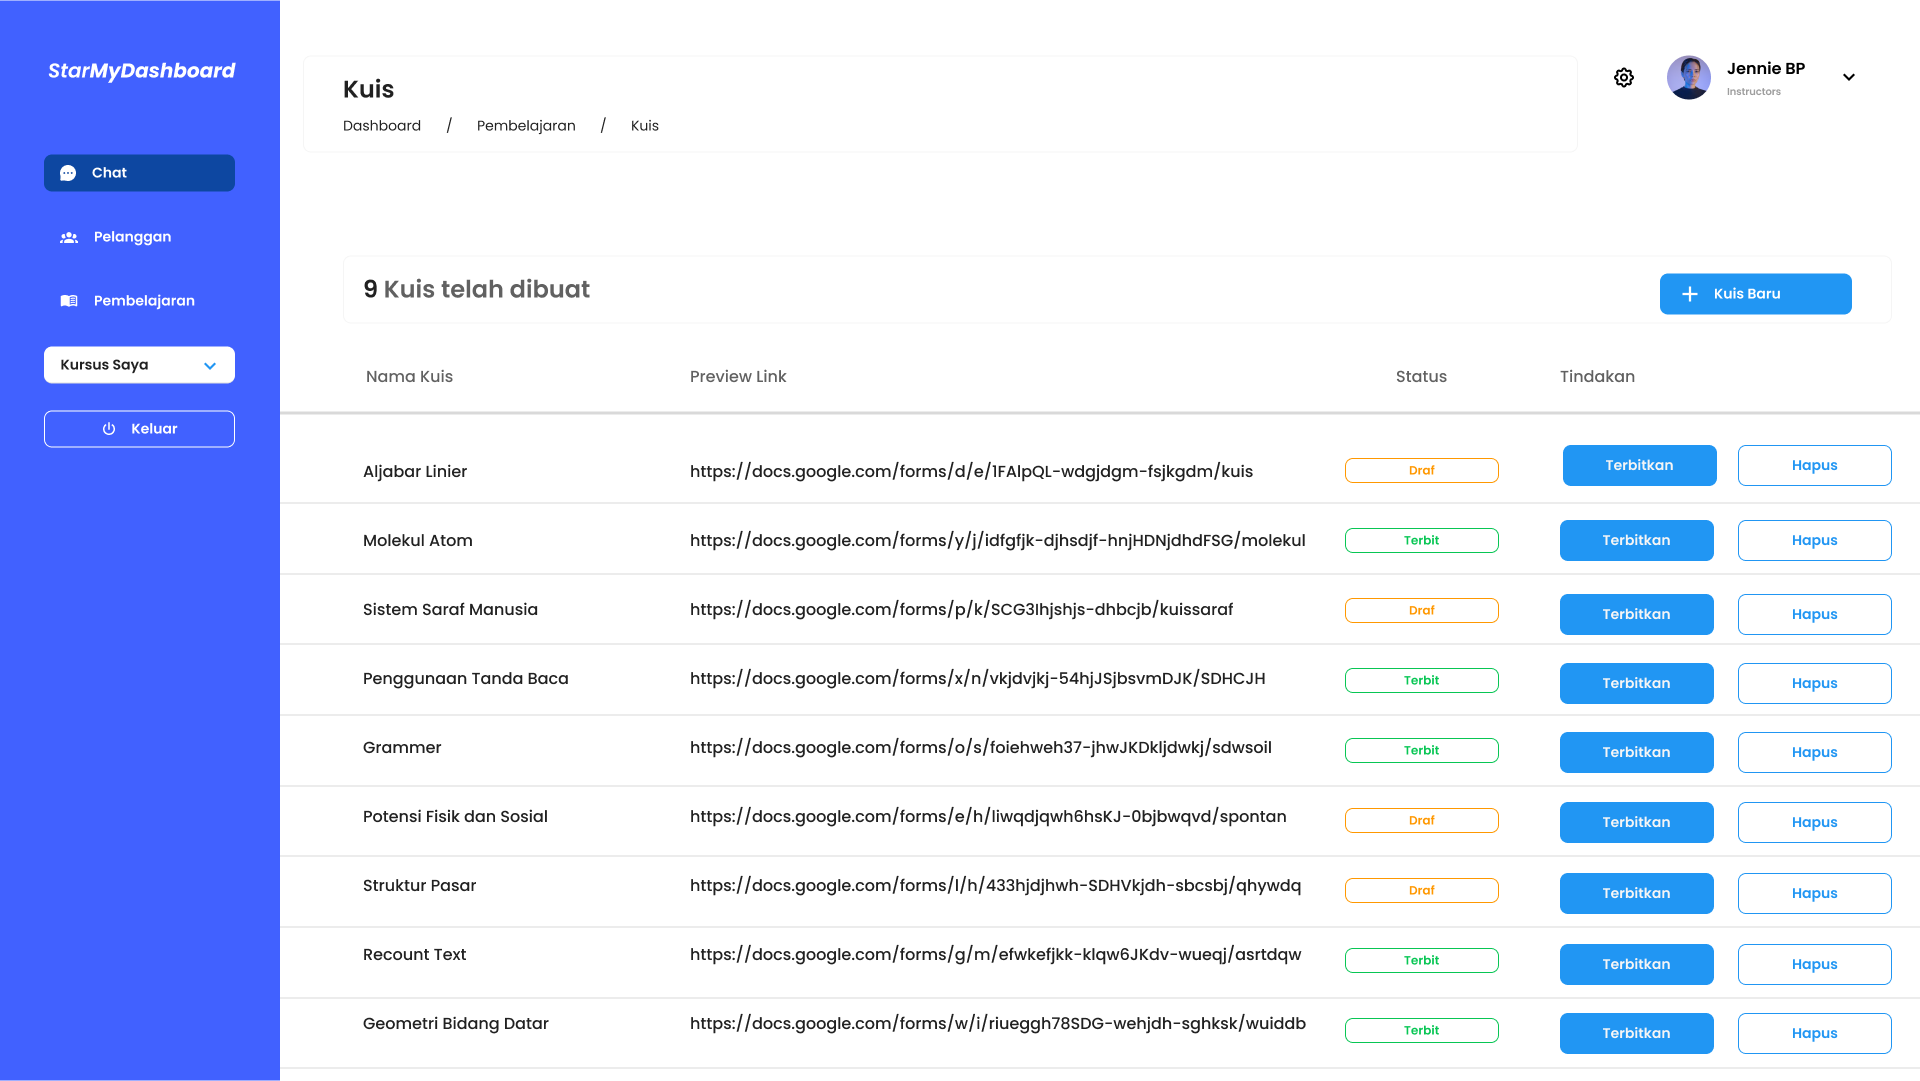 StarMyDashboard
Chat
Pelanggan
Pembelajaran
Kursus Saya
Keluar
Kuis
Dashboard / Pembelajaran / Kuis
Jennie BP
Instructors
9 Kuis telah dibuat
Kuis Baru
Nama Kuis Preview Link Status Tindakan
Aljabar Linier https://docs.google.com/forms/d/e/1FAlpQL-wdgjdgm-fsjkgdm/kuis Draf Terbitkan Hapus
Molekul Atom https://docs.google.com/forms/y/j/idfgfjk-djhsdjf-hnjHDNjdhdFSG/molekul Terbit Terbitkan Hapus
Sistem Saraf Manusia https://docs.google.com/forms/p/k/SCG3Ihjshjs-dhbcjb/kuissaraf Draf Terbitkan Hapus
Penggunaan Tanda Baca https://docs.google.com/forms/x/n/vkjdvjkj-54hjJSjbsvmDJK/SDHCJH Terbit Terbitkan Hapus
Grammer https://docs.google.com/forms/o/s/foiehweh37-jhwJKDkljdwkj/sdwsoil Terbit Terbitkan Hapus
Potensi Fisik dan Sosial https://docs.google.com/forms/e/h/liwqdjqwh6hsKJ-0bjbwqvd/spontan Draf Terbitkan Hapus
Struktur Pasar https://docs.google.com/forms/l/h/433hjdjhwh-SDHVkjdh-sbcsbj/qhywdq Draf Terbitkan Hapus
Recount Text https://docs.google.com/forms/g/m/efwkefjkk-klqw6JKdv-wueqj/asrtdqw Terbit Terbitkan Hapus
Geometri Bidang Datar https://docs.google.com/forms/w/i/riueggh78SDG-wehjdh-sghksk/wuiddb Terbit Terbitkan Hapus